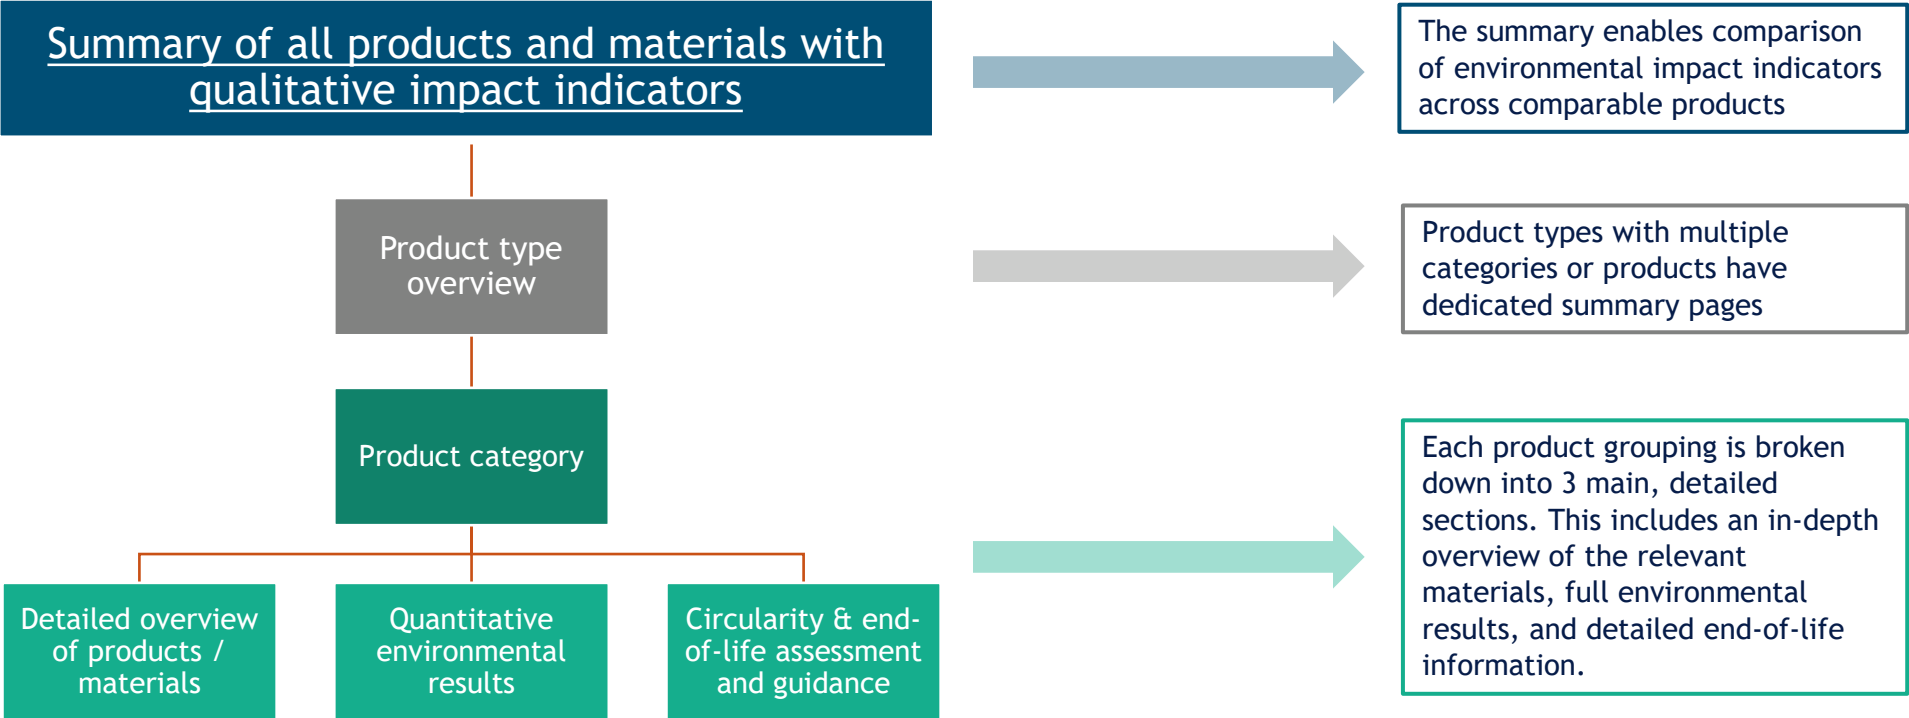 Summary of all products and materials with
qualitative impact indicators
The summary enables comparison
of environmental impact indicators
across comparable products
Product type
overview
Product types with multiple
categories or products have
dedicated summary pages
Product category
Each product grouping is broken
down into 3 main, detailed
sections. This includes an in-depth
overview of the relevant
materials, full environmental
results, and detailed end-of-life
information.
Detailed overview
of products /
materials
Quantitative
environmental
results
Circularity & end-
of-life assessment
and guidance